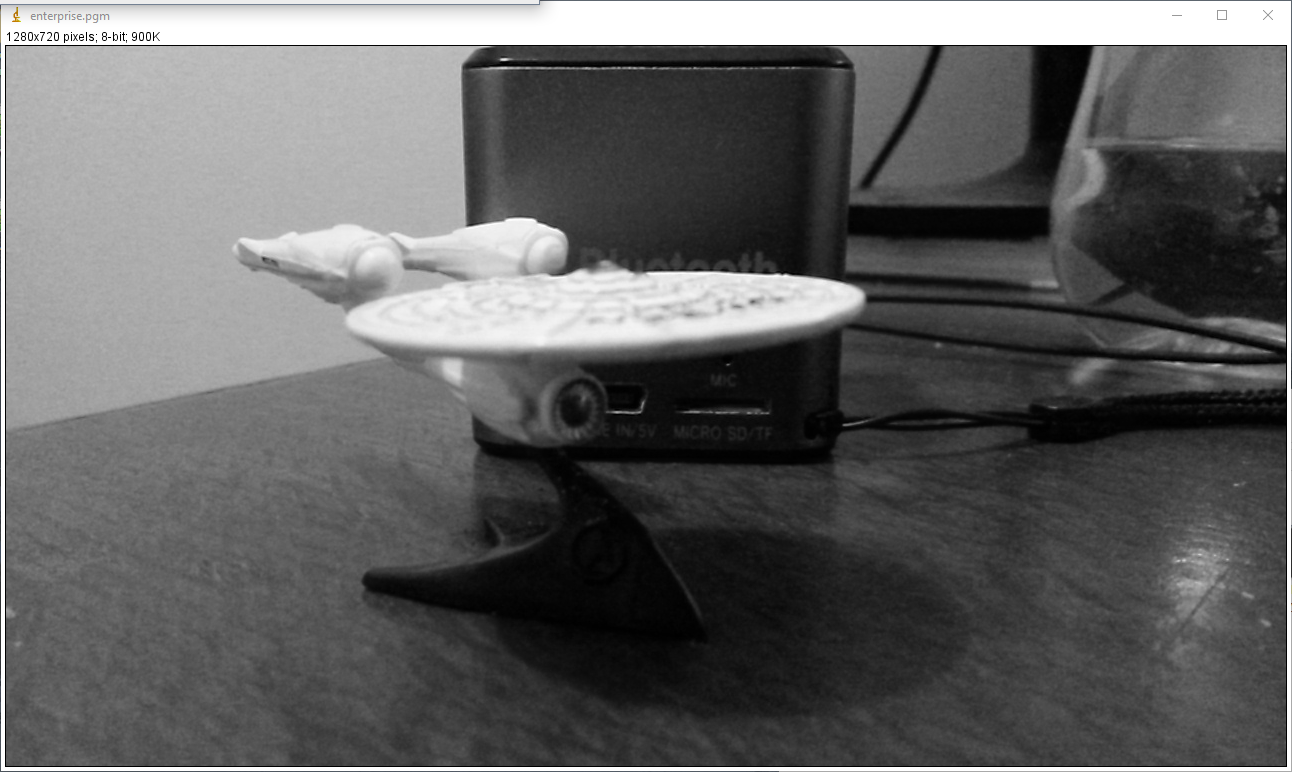 enterprise.pgm
1280x720 pixels; 8-bit; 900K
Bluetooth
MIC
E IN/5V MICRO SD/TF